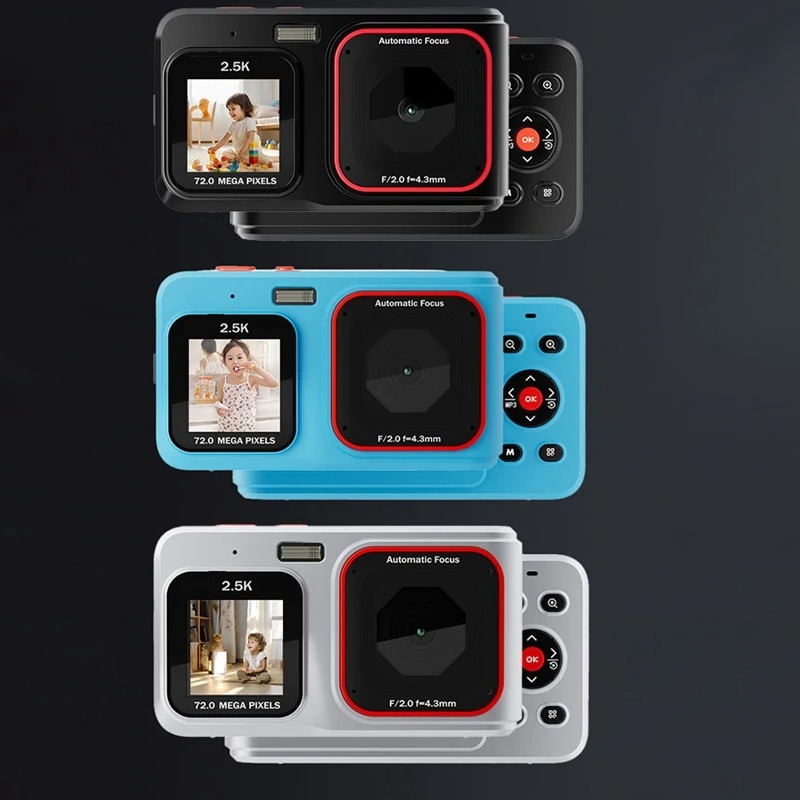 2.5K
72.0 MEGA PIXELS
Automatic Focus
F/2.0 f=4.3mm
OK
2.5K
72.0 MEGA PIXELS
Automatic Focus
F/2.0 f=4.3mm
MP3
OK
M
2.5K
72.0 MEGA PIXELS
Automatic Focus
F/2.0 f=4.3mm
OK